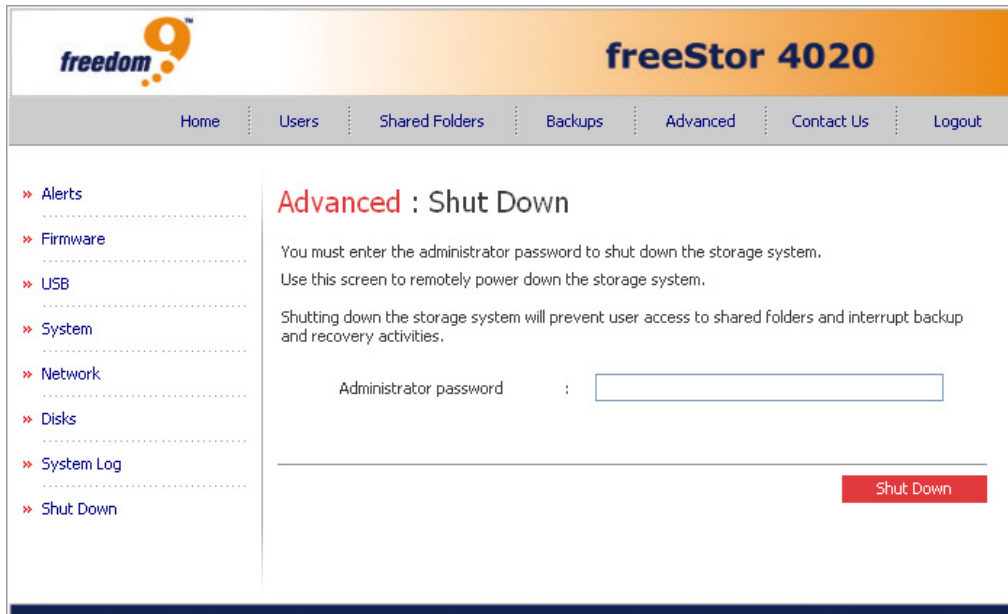 freedom9™
freeStor 4020
Home Users Shared Folders Backups Advanced Contact Us Logout
» Alerts
» Firmware
» USB
» System
» Network
» Disks
» System Log
» Shut Down
Advanced : Shut Down
You must enter the administrator password to shut down the storage system.
Use this screen to remotely power down the storage system.
Shutting down the storage system will prevent user access to shared folders and interrupt backup
and recovery activities.
Administrator password :
Shut Down